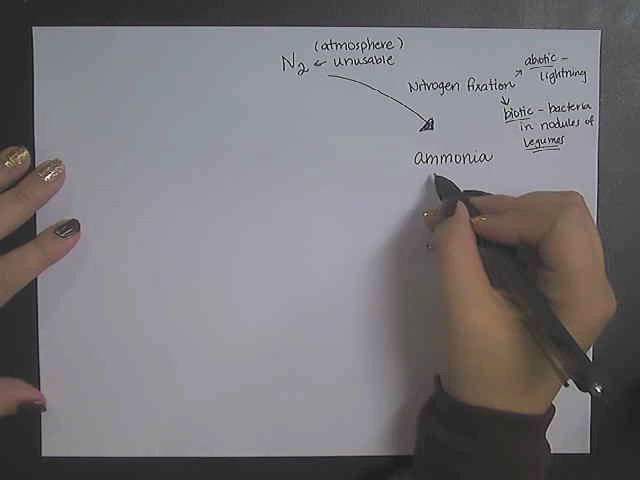 (atmosphere)
N2 ← unusable
Nitrogen fixation
abiotic -
lightning
biotic - bacteria
in nodules of
legumes
ammonia